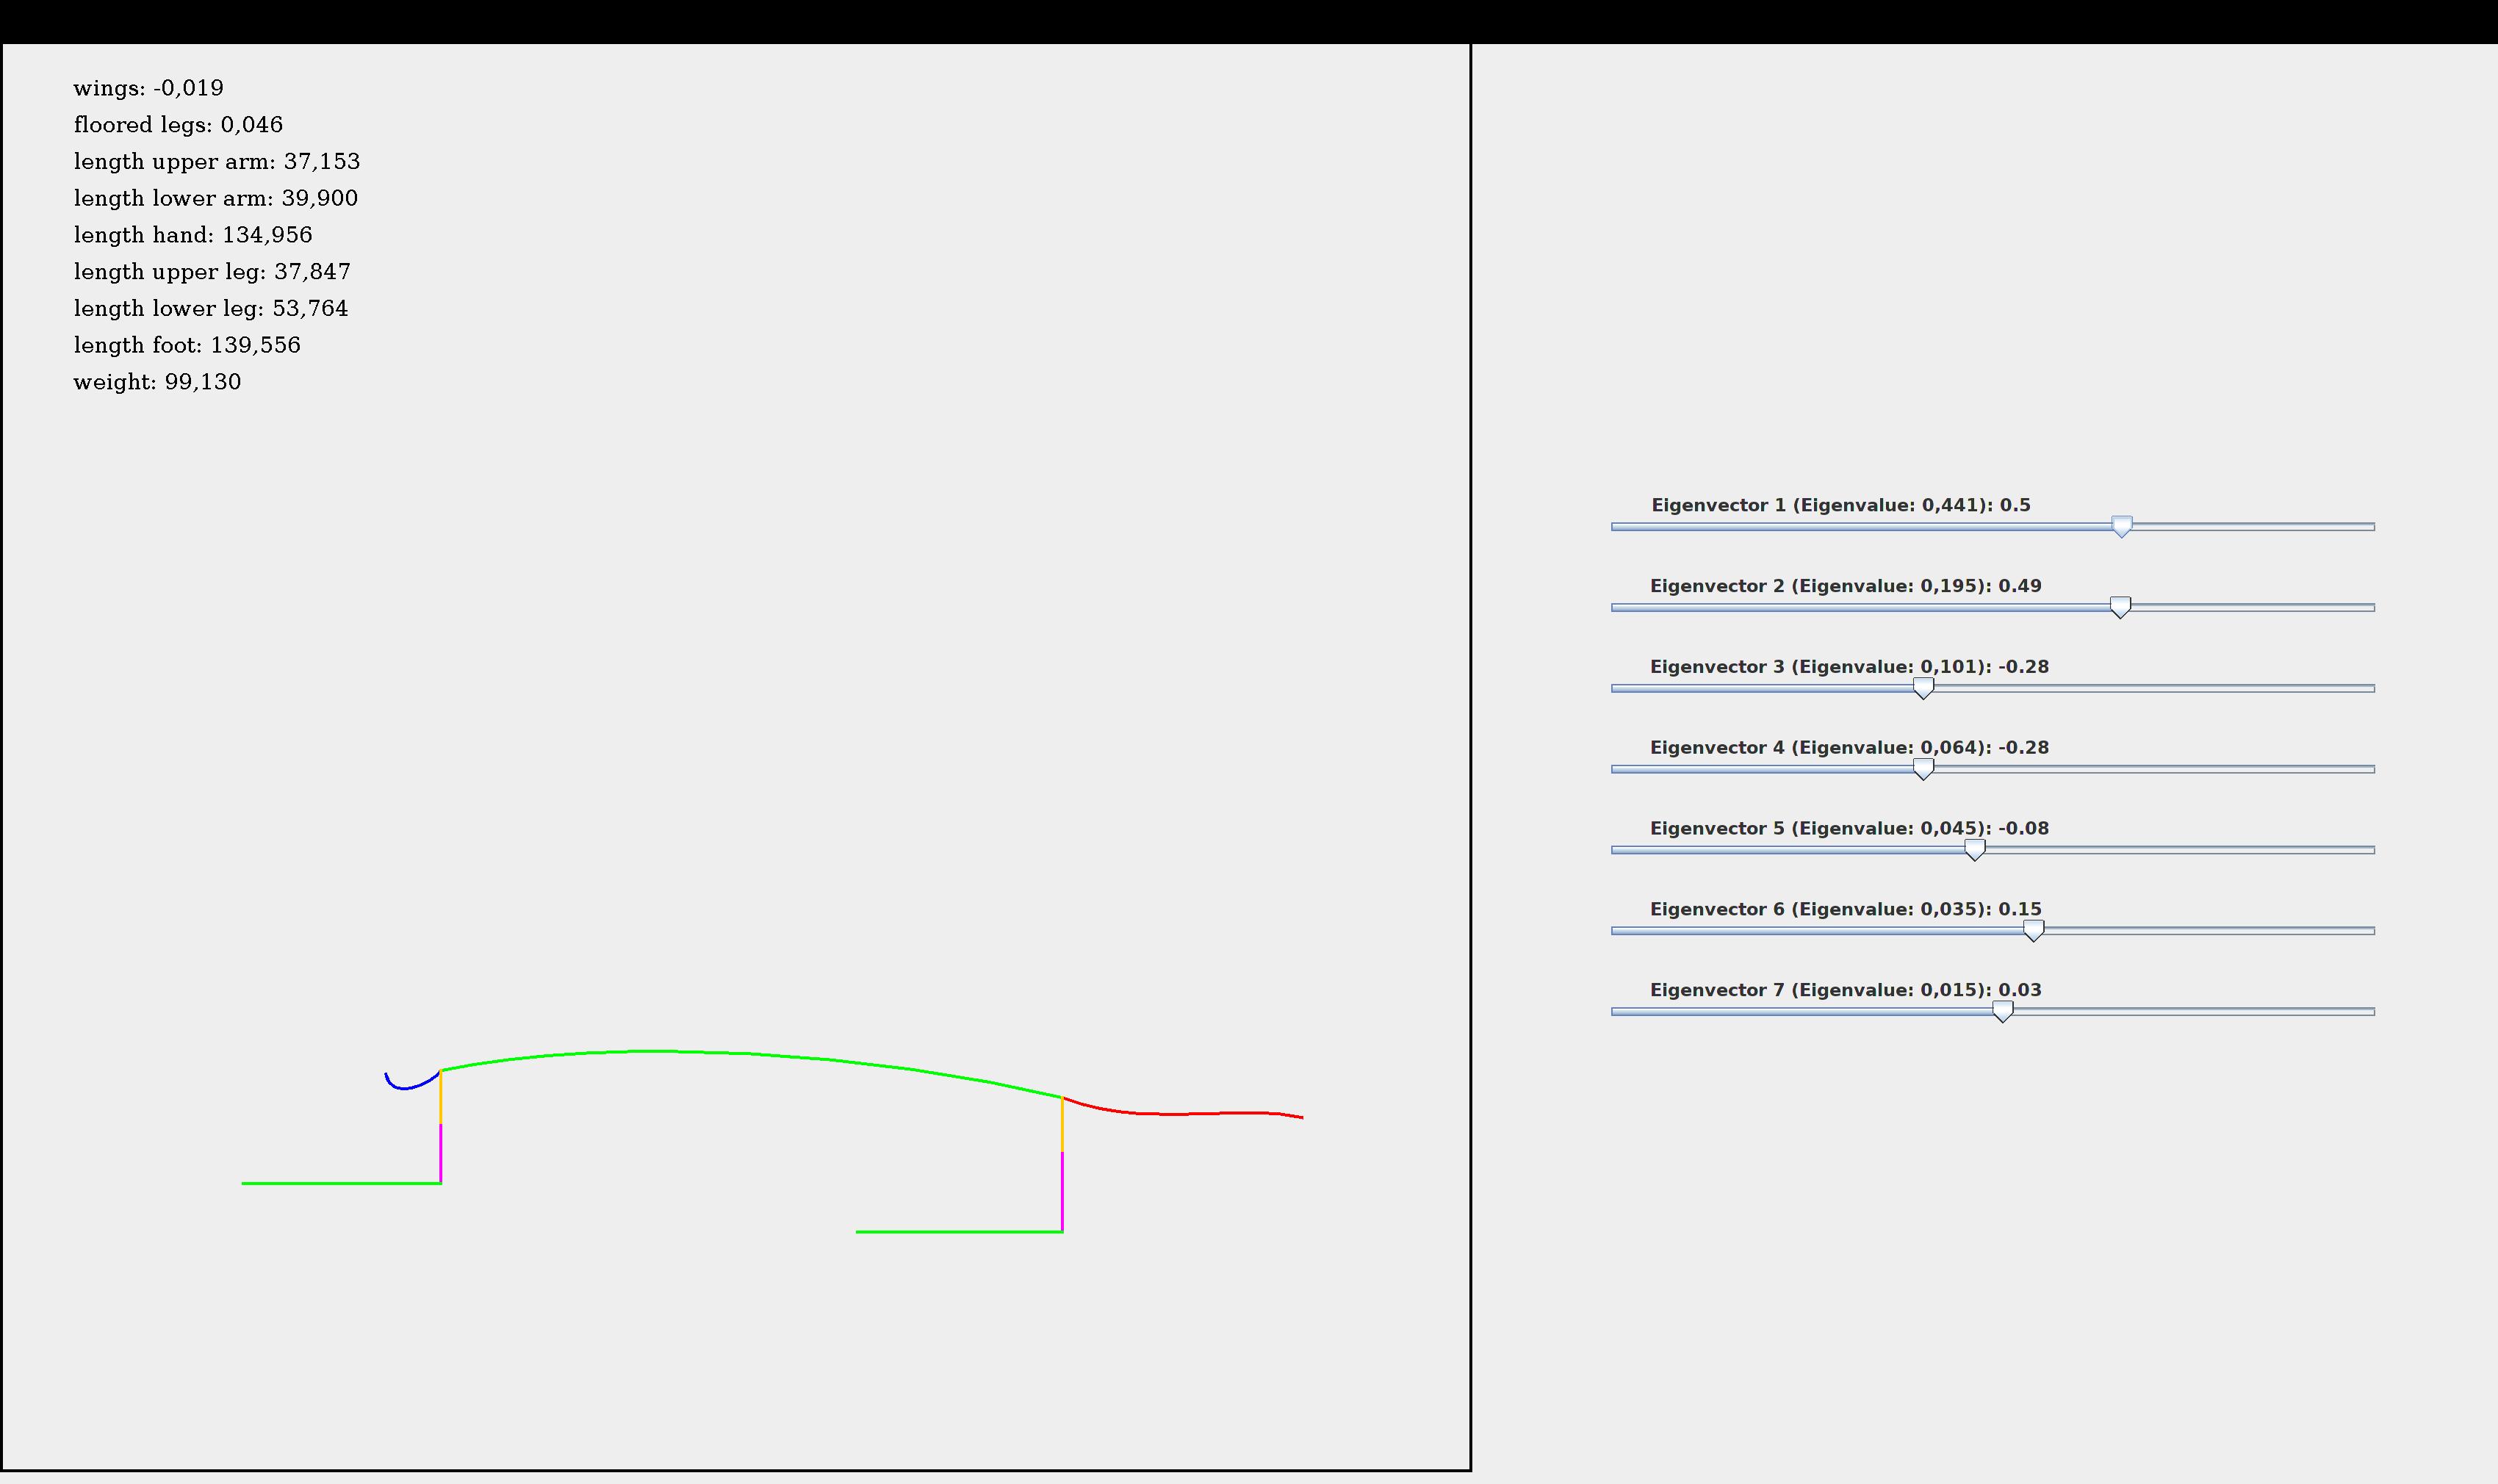 wings: -0,019
floored legs: 0,046
length upper arm: 37,153
length lower arm: 39,900
length hand: 134,956
length upper leg: 37,847
length lower leg: 53,764
length foot: 139,556
weight: 99,130
Eigenvector 1 (Eigenvalue: 0,441): 0.5
Eigenvector 2 (Eigenvalue: 0,195): 0.49
Eigenvector 3 (Eigenvalue: 0,101): -0.28
Eigenvector 4 (Eigenvalue: 0,064): -0.28
Eigenvector 5 (Eigenvalue: 0,045): -0.08
Eigenvector 6 (Eigenvalue: 0,035): 0.15
Eigenvector 7 (Eigenvalue: 0,015): 0.03